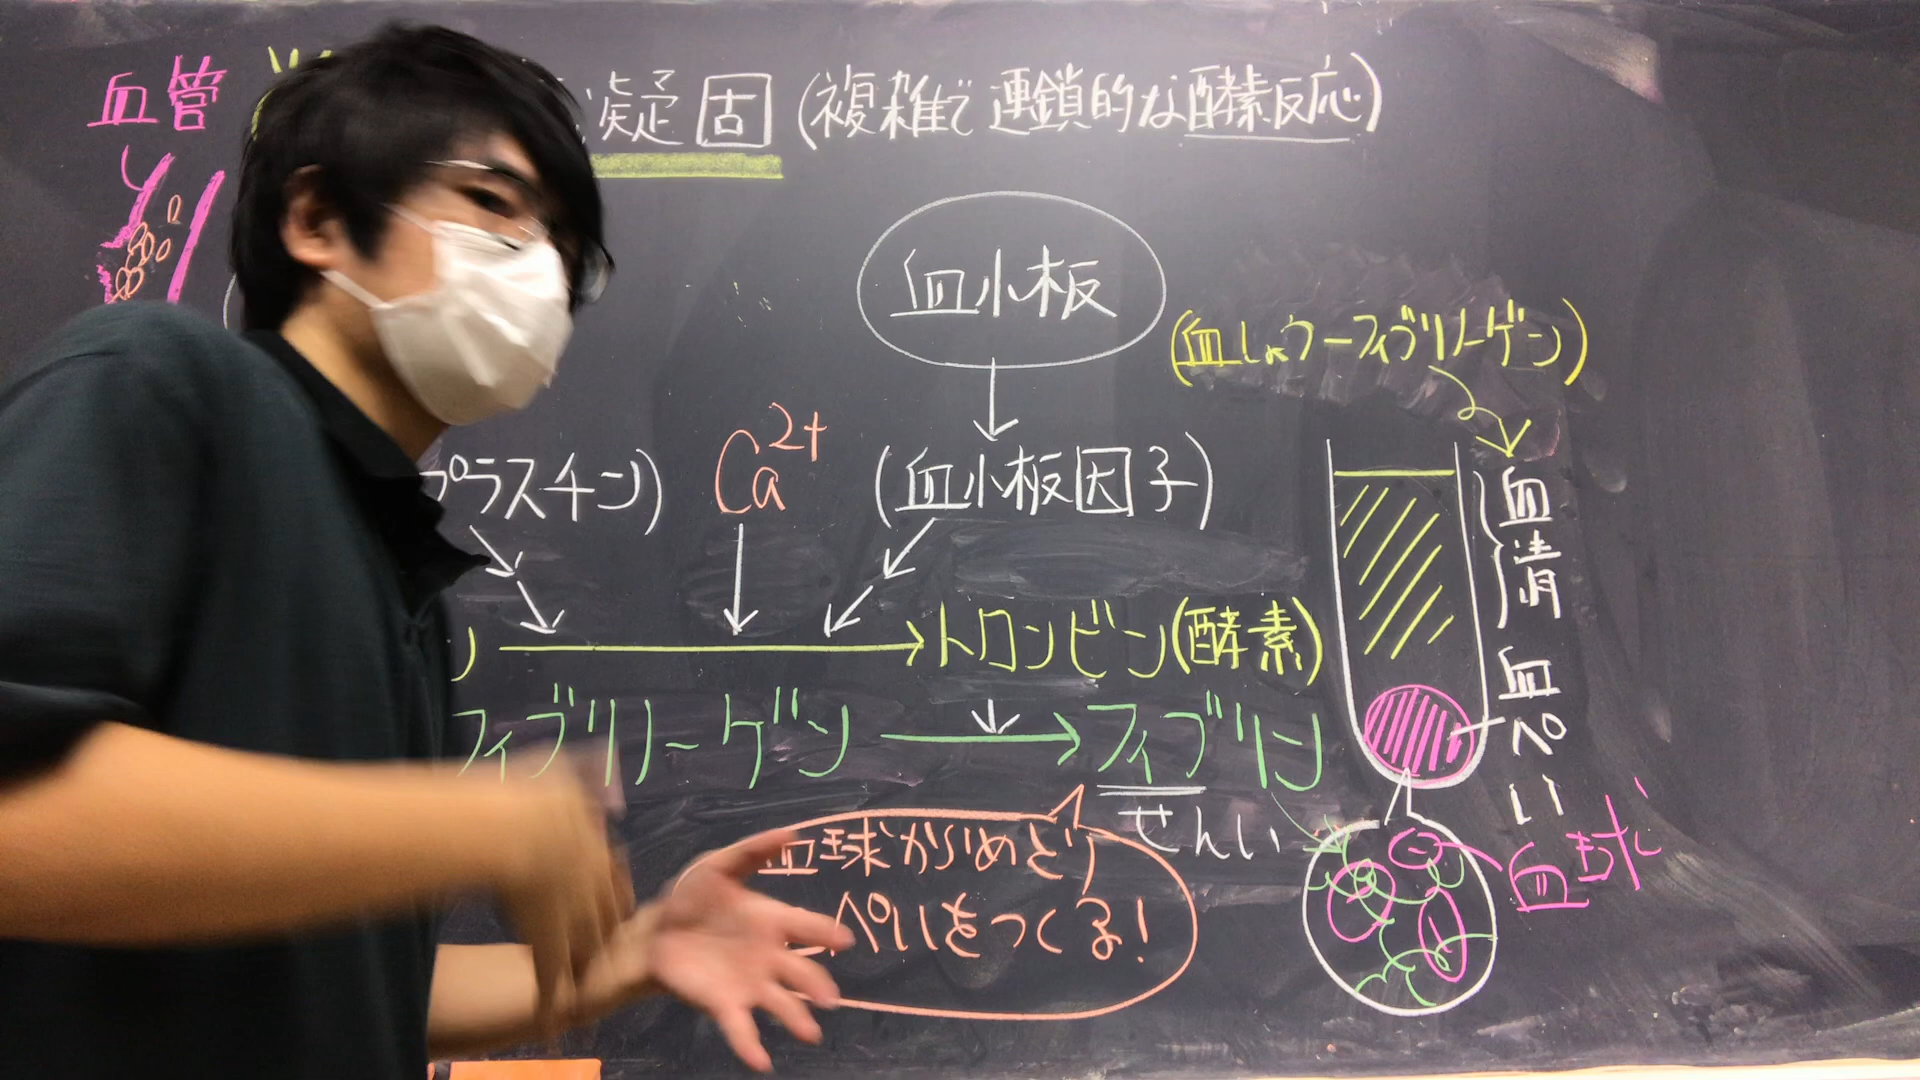 血管
凝固 (複雑で連鎖的な酵素反応)
血小板
(血しょう-フィブリノーゲン)
プラスチン)
Ca2+
(血小板因子)
血清
ン
トロンビン(酵素)
フィブリノーゲン
フィブリン
せんい
血ぺい
血球からめとり
ぺいをつくる!
血球